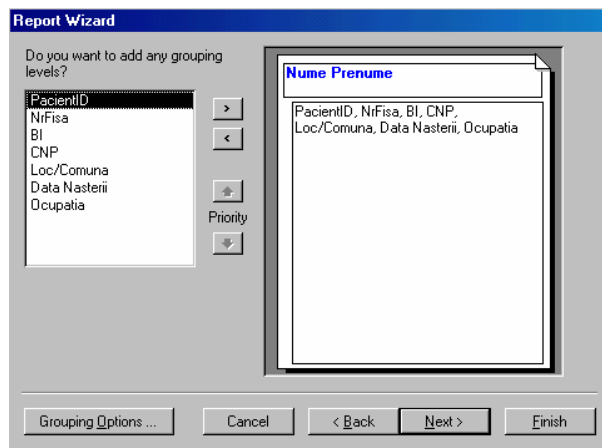 Report Wizard
Do you want to add any grouping
levels?
PacientID
NrFisa
BI
CNP
Loc/Comuna
Data Nasterii
Ocupatia
>
<
Priority
Nume Prenume
PacientID, NrFisa, BI, CNP,
Loc/Comuna, Data Nasterii, Ocupatia
Grouping Options ...
Cancel
< Back
Next >
Finish